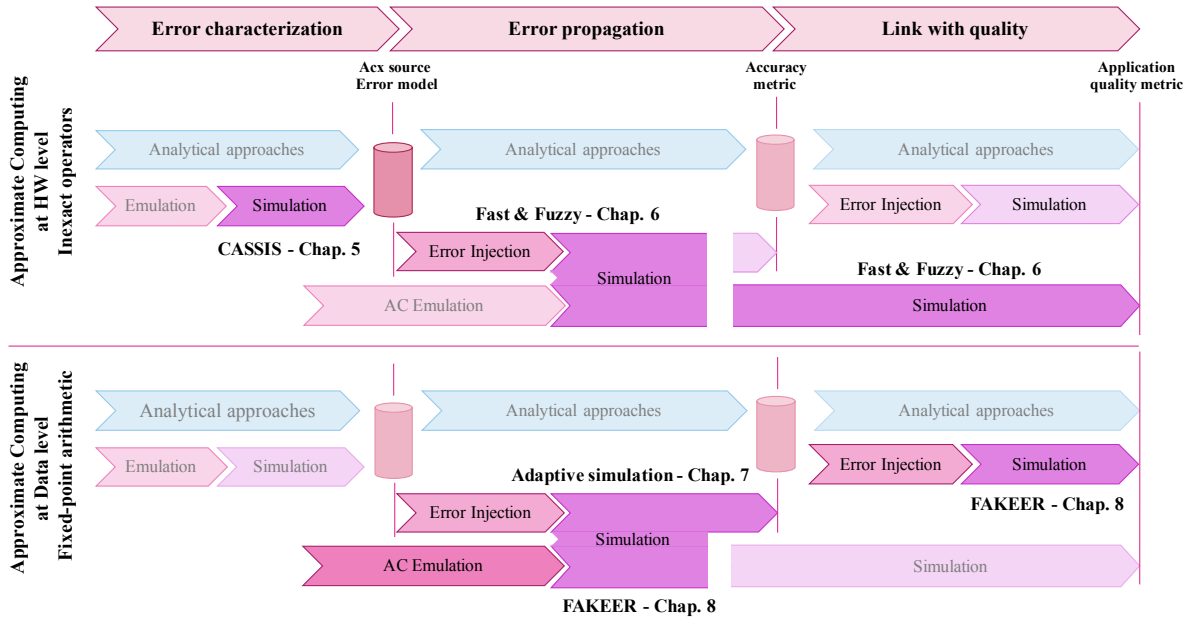 Error characterization
Error propagation
Link with quality
Acx source
Error model
Accuracy
metric
Application
quality metric
Approximate Computing
at HW level
Inexact operators
Analytical approaches
Analytical approaches
Analytical approaches
Emulation
Simulation
Error Injection
Simulation
CASSIS - Chap. 5
Fast & Fuzzy - Chap. 6
Error Injection
Simulation
Fast & Fuzzy - Chap. 6
AC Emulation
Simulation
Approximate Computing
at Data level
Fixed-point arithmetic
Analytical approaches
Analytical approaches
Analytical approaches
Emulation
Simulation
Error Injection
Simulation
Adaptive simulation - Chap. 7
FAKEER - Chap. 8
Error Injection
Simulation
AC Emulation
Simulation
FAKEER - Chap. 8